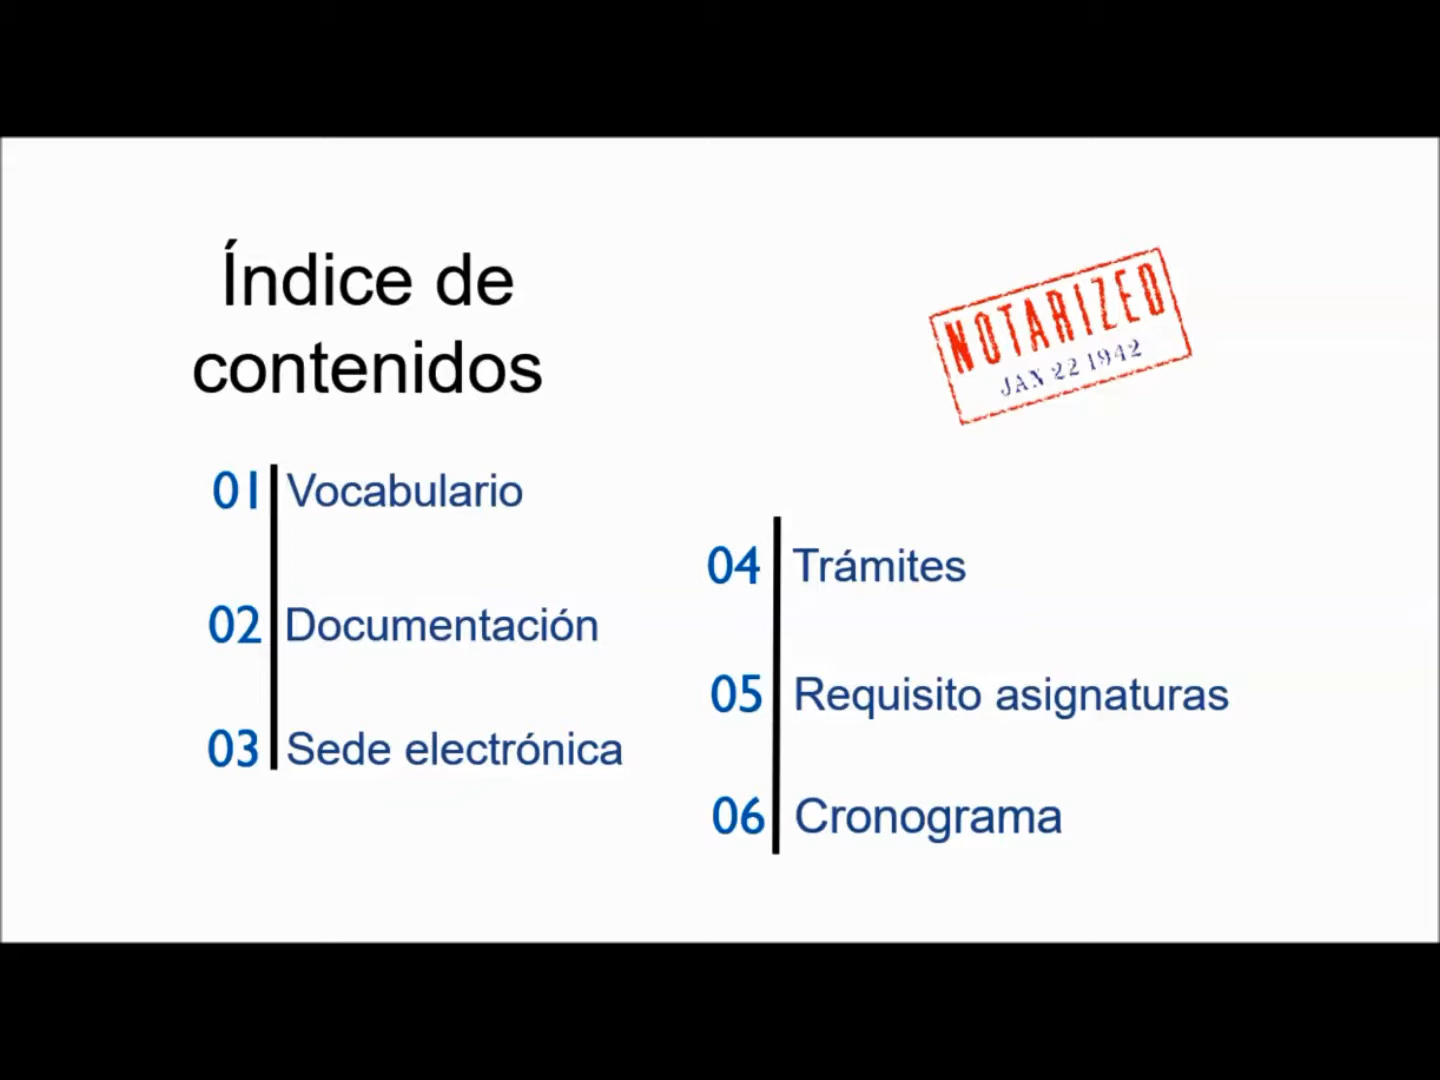 Índice de
contenidos
NOTARIZED
JAN 22 1942
01 Vocabulario
02 Documentación
03 Sede electrónica
04 Trámites
05 Requisito asignaturas
06 Cronograma